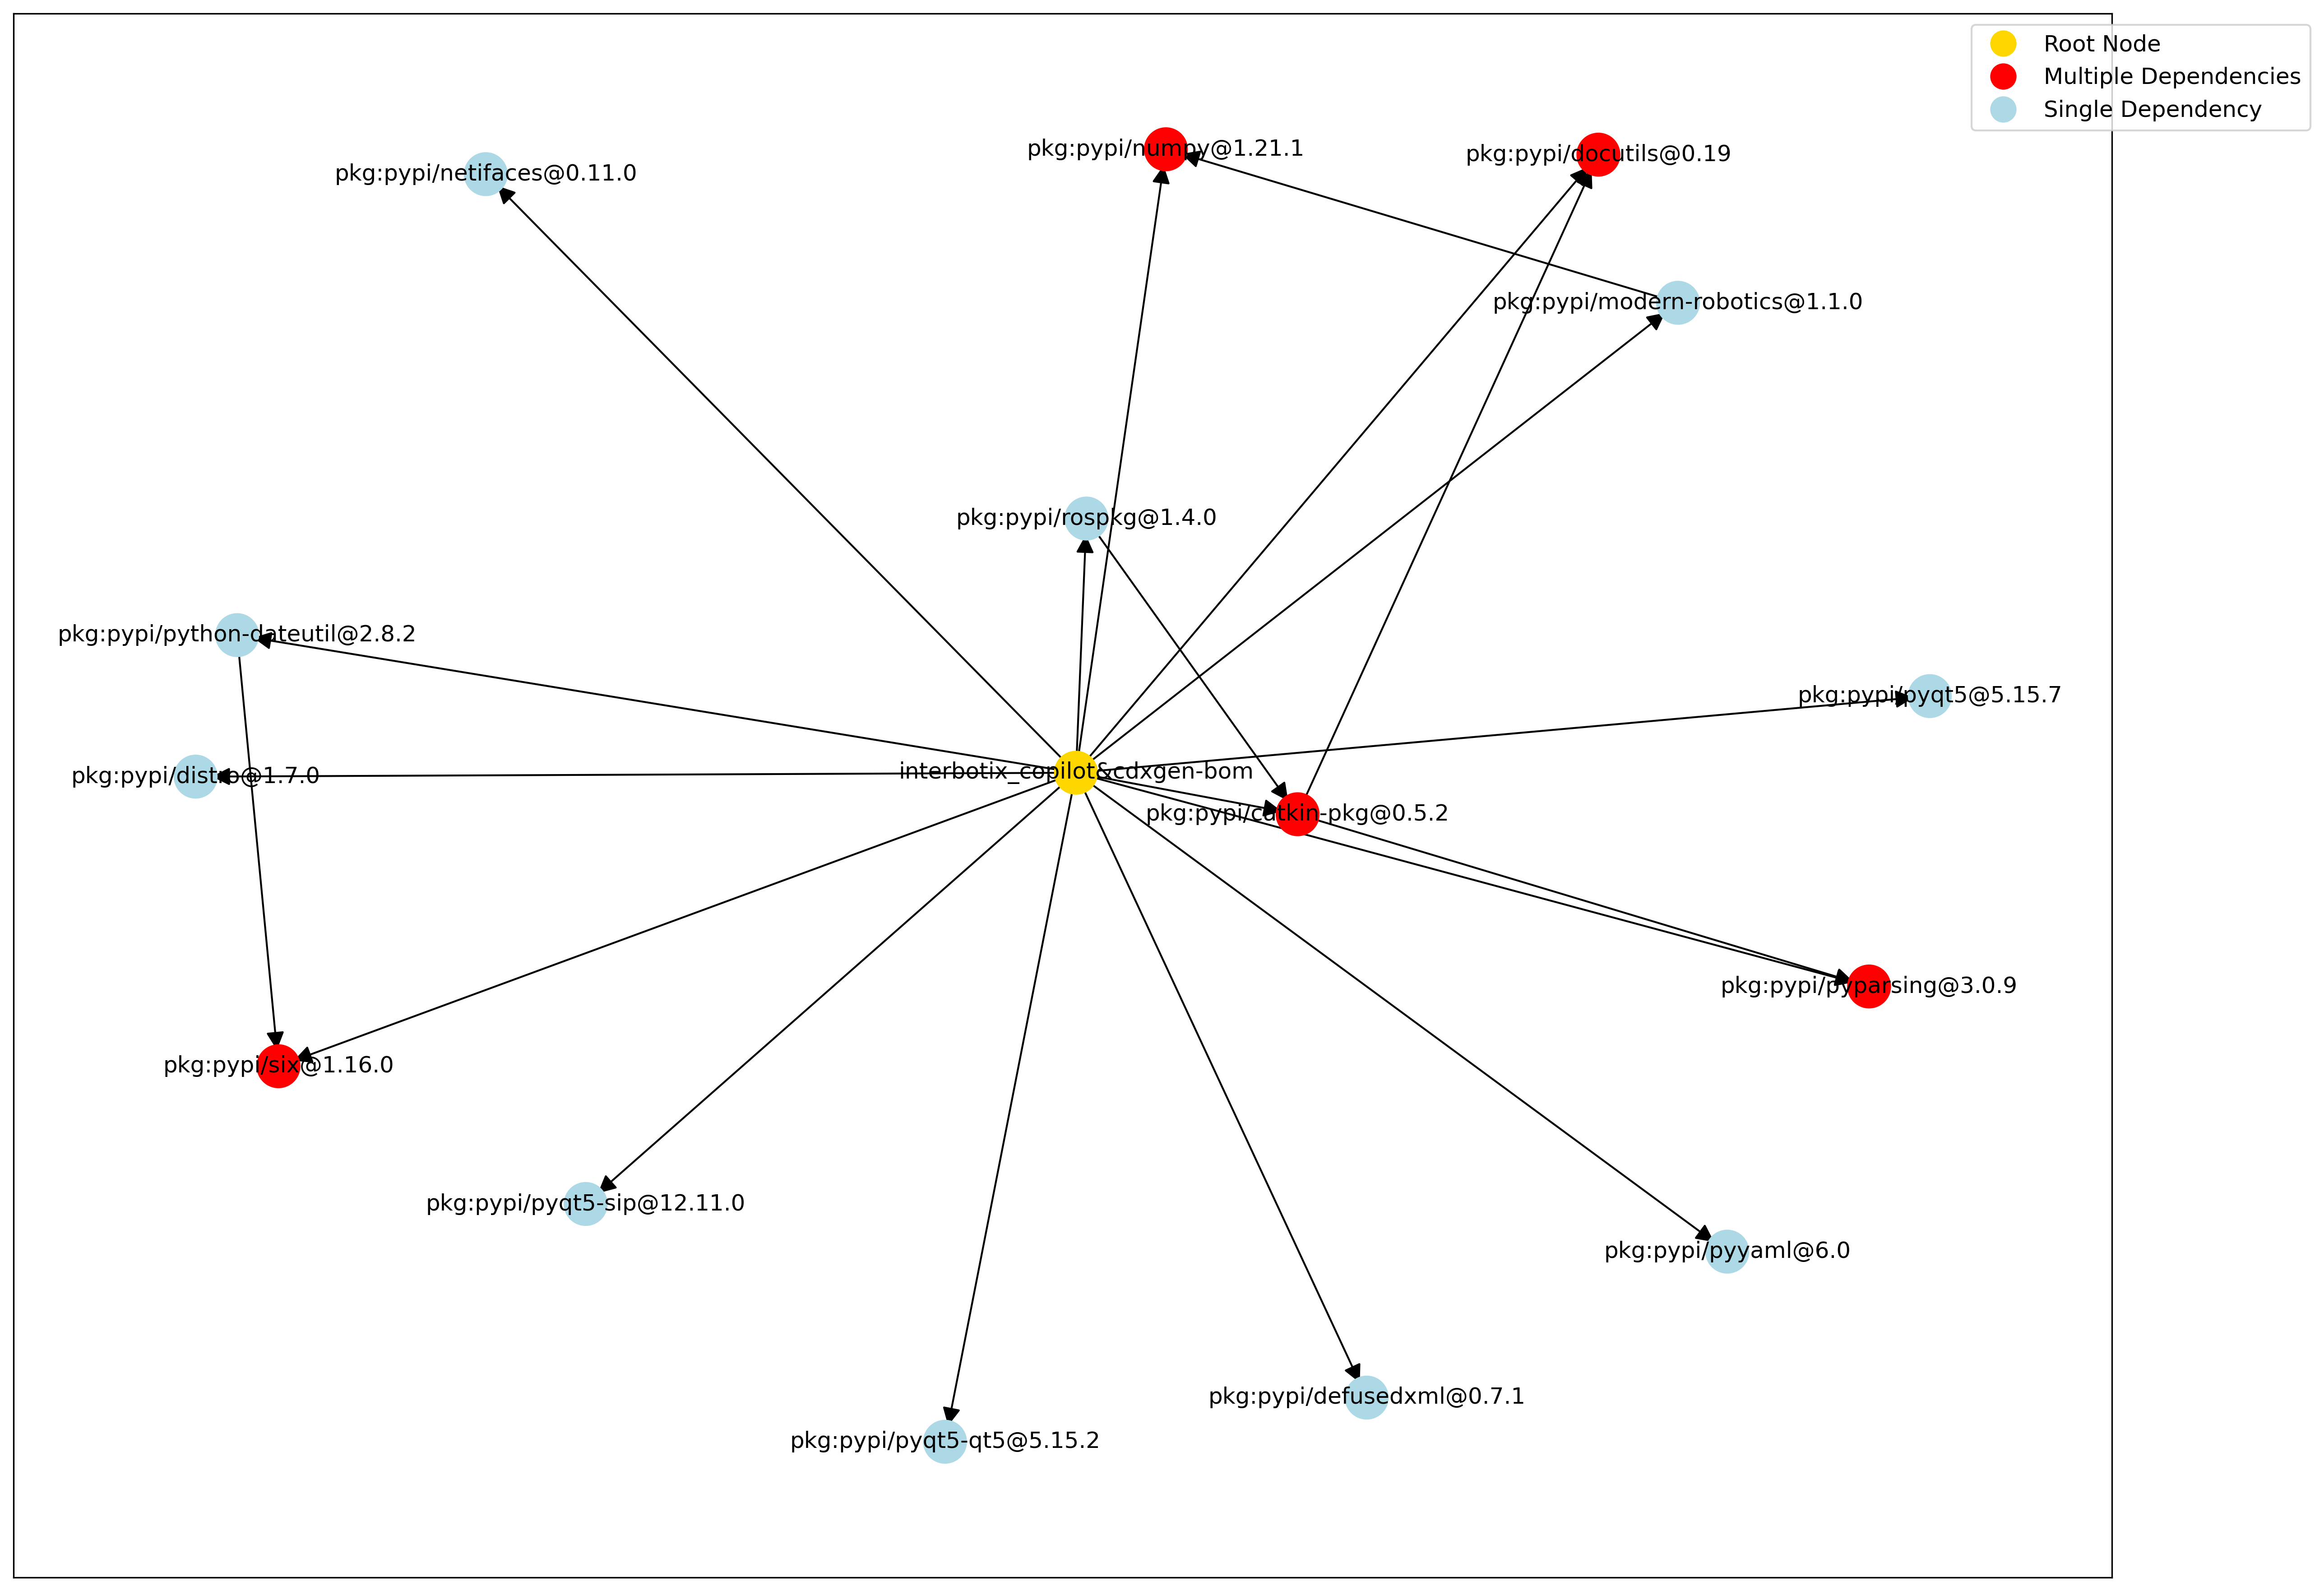 Root Node
Multiple Dependencies
Single Dependency
pkg:pypi/numpy@1.21.1
pkg:pypi/docutils@0.19
pkg:pypi/netifaces@0.11.0
pkg:pypi/modern-robotics@1.1.0
pkg:pypi/rospkg@1.4.0
pkg:pypi/python-dateutil@2.8.2
pkg:pypi/pyqt5@5.15.7
interbotix_copilot&cdxgen-bom
pkg:pypi/distro@1.7.0
pkg:pypi/catkin-pkg@0.5.2
pkg:pypi/pyparsing@3.0.9
pkg:pypi/six@1.16.0
pkg:pypi/pyqt5-sip@12.11.0
pkg:pypi/pyyaml@6.0
pkg:pypi/defusedxml@0.7.1
pkg:pypi/pyqt5-qt5@5.15.2